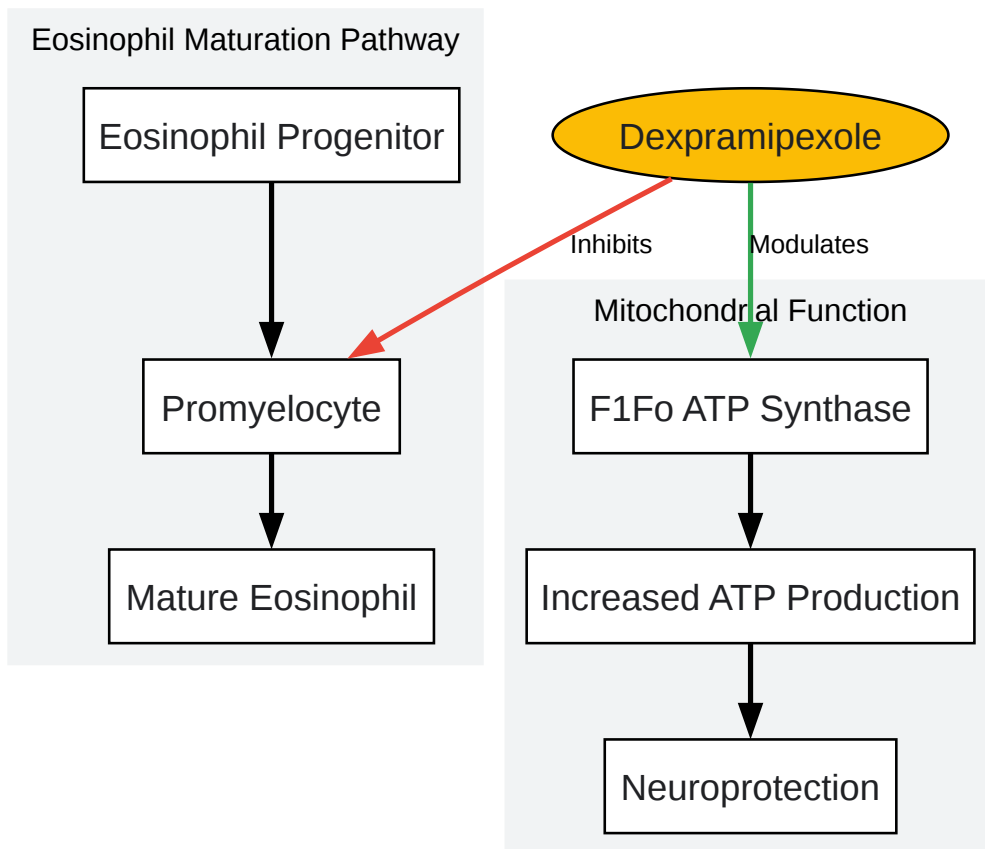 Eosinophil Maturation Pathway
Eosinophil Progenitor
Dexpramipexole
Inhibits
Modulates
Mitochondrial Function
Promyelocyte
F1Fo ATP Synthase
Mature Eosinophil
Increased ATP Production
Neuroprotection